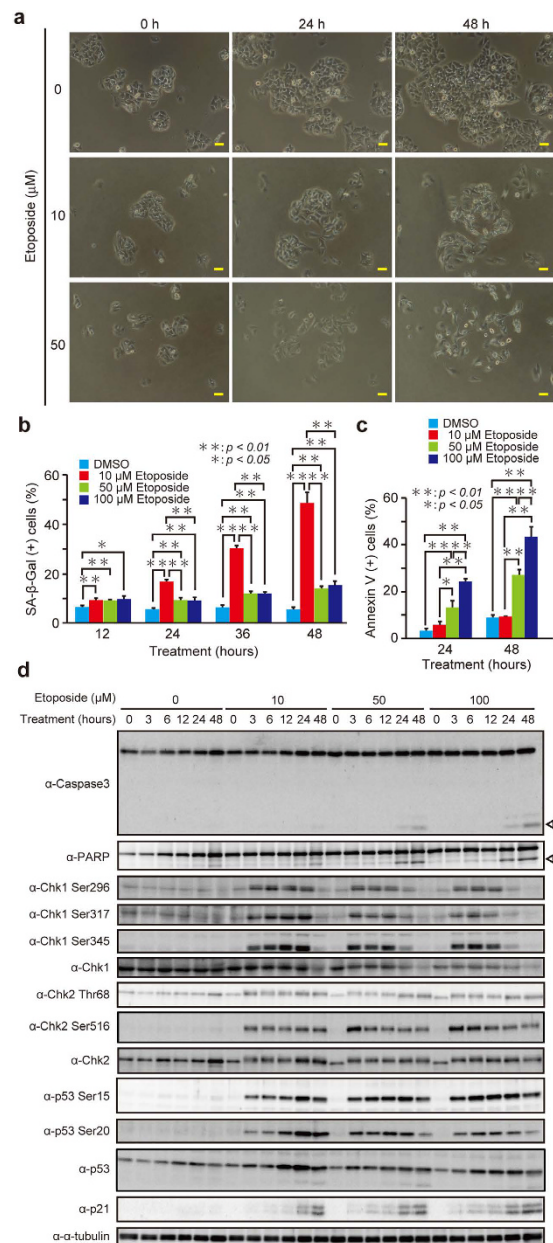 a
0 h 24 h 48 h
Etoposide (μM)
0
10
50
b
DMSO
10 μM Etoposide
50 μM Etoposide
100 μM Etoposide
∗∗: p < 0.01
∗: p < 0.05
SA-β-Gal (+) cells (%)
60
40
20
0
12 24 36 48
Treatment (hours)
c
DMSO
10 μM Etoposide
50 μM Etoposide
100 μM Etoposide
∗∗: p < 0.01
∗: p < 0.05
Annexin V (+) cells (%)
60
40
20
0
24 48
Treatment (hours)
d
Etoposide (μM) 0 10 50 100
Treatment (hours) 0 3 6 12 24 48 0 3 6 12 24 48 0 3 6 12 24 48 0 3 6 12 24 48
α-Caspase3
α-PARP
α-Chk1 Ser296
α-Chk1 Ser317
α-Chk1 Ser345
α-Chk1
α-Chk2 Thr68
α-Chk2 Ser516
α-Chk2
α-p53 Ser15
α-p53 Ser20
α-p53
α-p21
α-α-tubulin